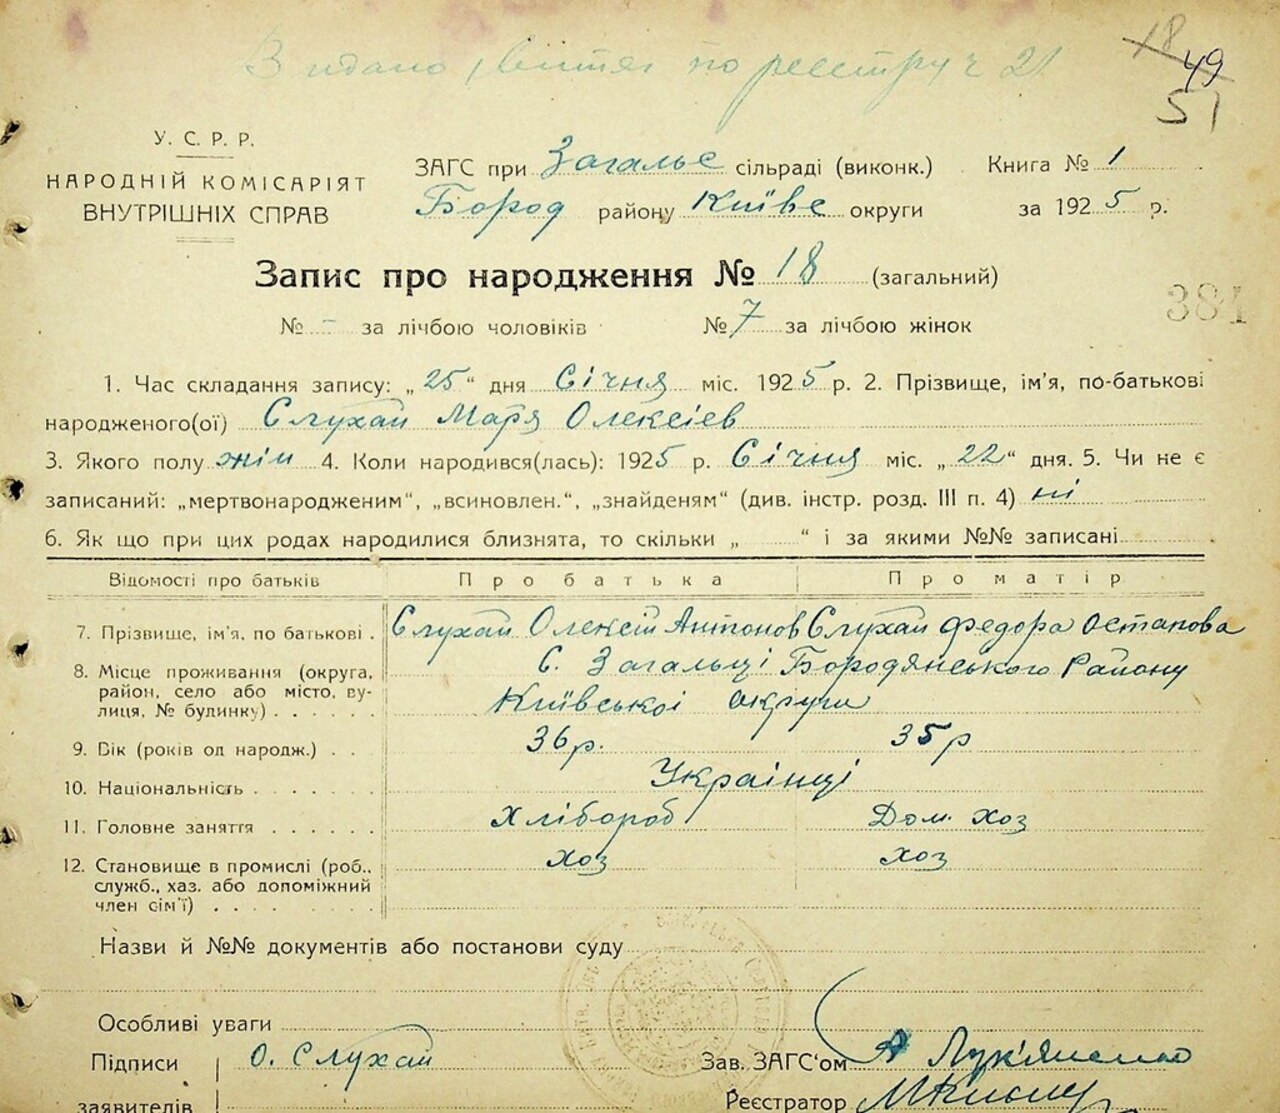 Видано витяг по реєстру ч 21
18
49
51
У. С. Р. Р.
НАРОДНІЙ КОМІСАРІЯТ
ВНУТРІШНІХ СПРАВ
ЗАГС при Загальс сільраді (виконк.) Книга № 1
Бород району Київс округи за 1925 р.
Запис про народження № 18 (загальний)
384
№ - за лічбою чоловіків № 7 за лічбою жінок
1. Час складання запису: „25“ дня Січня міс. 1925 р. 2. Прізвище, ім'я, по-батькові
народженого(ої) Слухай Маря Олексіев
3. Якого полу жін 4. Коли народився(лась): 1925 р. Січня міс. „22“ дня. 5. Чи не є
записаний: „мертвонародженим“, „всиновлен.“, „знайденям“ (див. інстр. розд. III п. 4) ні
6. Як що при цих родах народилися близнята, то скільки „ “ і за якими №№ записані
Відомості про батьків Про батька Про матір
7. Прізвище, ім'я, по батькові . Слухай Олексій Антонов Слухай Федора Остапова
8. Місце проживання (округа, С. Загальці Бородянського Району
район, село або місто, ву-
лиця, № будинку) . . . . . . Київської округи
9. Вік (років од народж.) . . 36 р. 35 р
10. Національність . . . . . . . Українці
11. Головне заняття . . . . . . Хлібороб Дом. хоз
12. Становище в промислі (роб., хоз хоз
служб., хаз. або допоміжний
член сім'ї) . . . . . . . .
Назви й №№ документів або постанови суду
Особливі уваги
Підписи О. Слухай Зав. ЗАГС'ом А Лук'яненко
заявителів Реєстратор